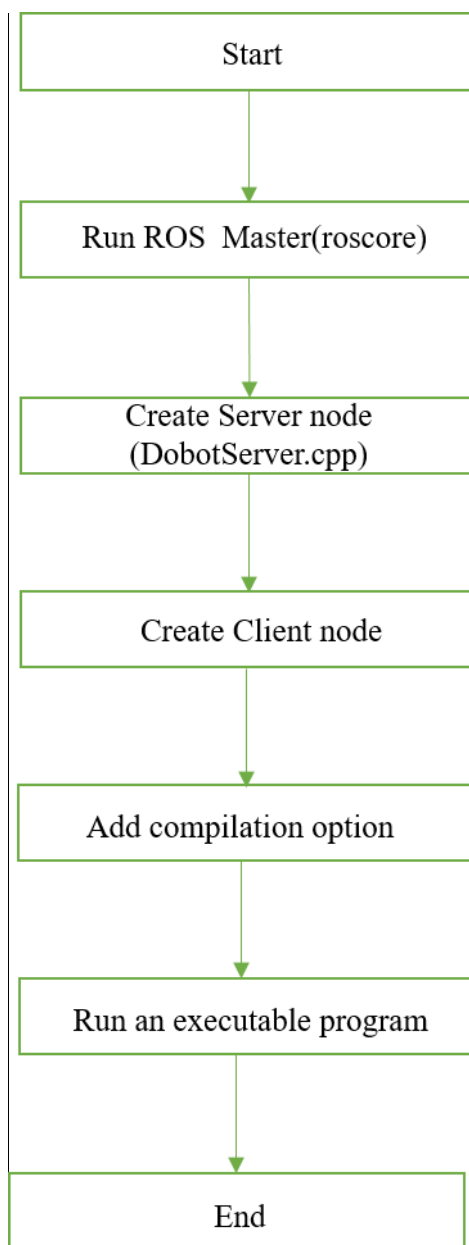 Start
Run ROS  Master(roscore)
Create Server node
(DobotServer.cpp)
Create Client node
Add compilation option
Run an executable program
End